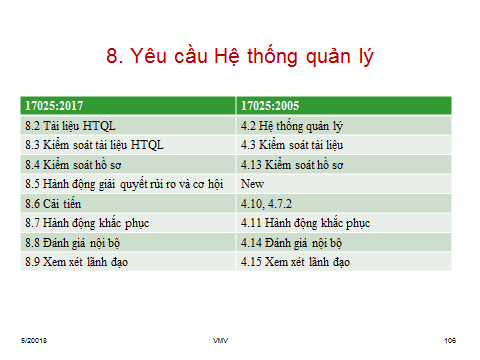 8. Yêu cầu Hệ thống quản lý
17025:2017 17025:2005
8.2 Tài liệu HTQL 4.2 Hệ thống quản lý
8.3 Kiểm soát tài liệu HTQL 4.3 Kiểm soát tài liệu
8.4 Kiểm soát hồ sơ 4.13 Kiểm soát hồ sơ
8.5 Hành động giải quyết rủi ro và cơ hội New
8.6 Cải tiến 4.10, 4.7.2
8.7 Hành động khắc phục 4.11 Hành động khắc phục
8.8 Đánh giá nội bộ 4.14 Đánh giá nội bộ
8.9 Xem xét lãnh đạo 4.15 Xem xét lãnh đạo
5/20018 VMV 106